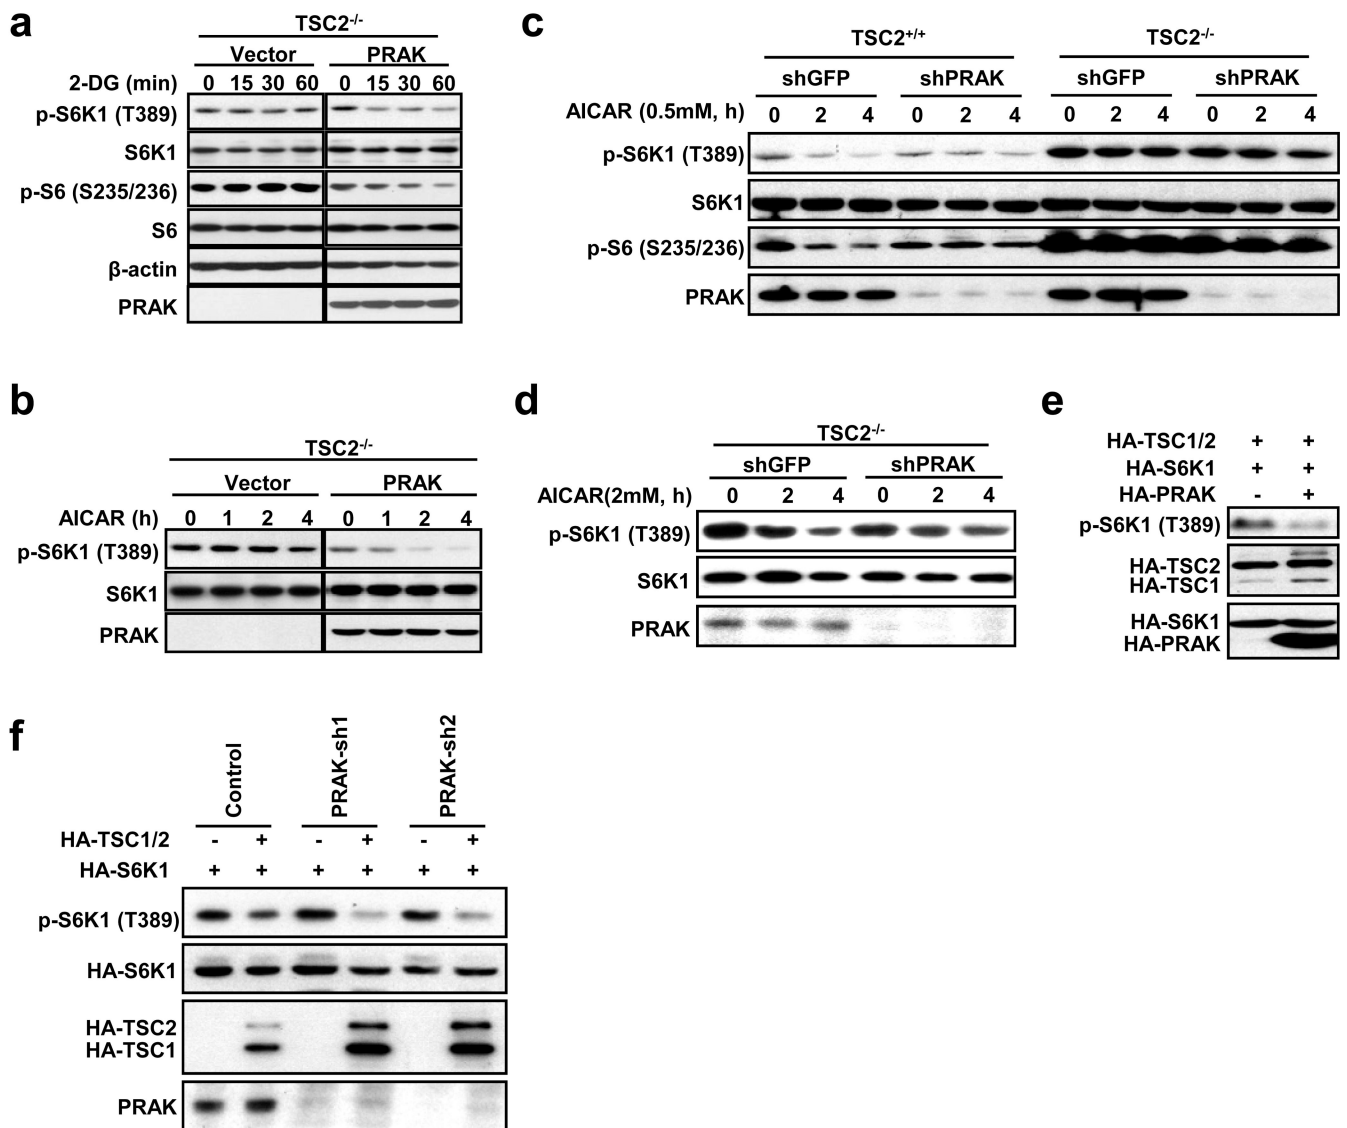 a
TSC2-/-
Vector PRAK
2-DG (min) 0 15 30 60 0 15 30 60
p-S6K1 (T389)
S6K1
p-S6 (S235/236)
S6
β-actin
PRAK
c
TSC2+/+ TSC2-/-
shGFP shPRAK shGFP shPRAK
AICAR (0.5mM, h) 0 2 4 0 2 4 0 2 4 0 2 4
p-S6K1 (T389)
S6K1
p-S6 (S235/236)
PRAK
b
TSC2-/-
Vector PRAK
AICAR (h) 0 1 2 4 0 1 2 4
p-S6K1 (T389)
S6K1
PRAK
d
TSC2-/-
shGFP shPRAK
AICAR(2mM, h) 0 2 4 0 2 4
p-S6K1 (T389)
S6K1
PRAK
e
HA-TSC1/2 + +
HA-S6K1 + +
HA-PRAK - +
p-S6K1 (T389)
HA-TSC2
HA-TSC1
HA-S6K1
HA-PRAK
f
Control PRAK-sh1 PRAK-sh2
HA-TSC1/2 - + - + - +
HA-S6K1 + + + + + +
p-S6K1 (T389)
HA-S6K1
HA-TSC2
HA-TSC1
PRAK